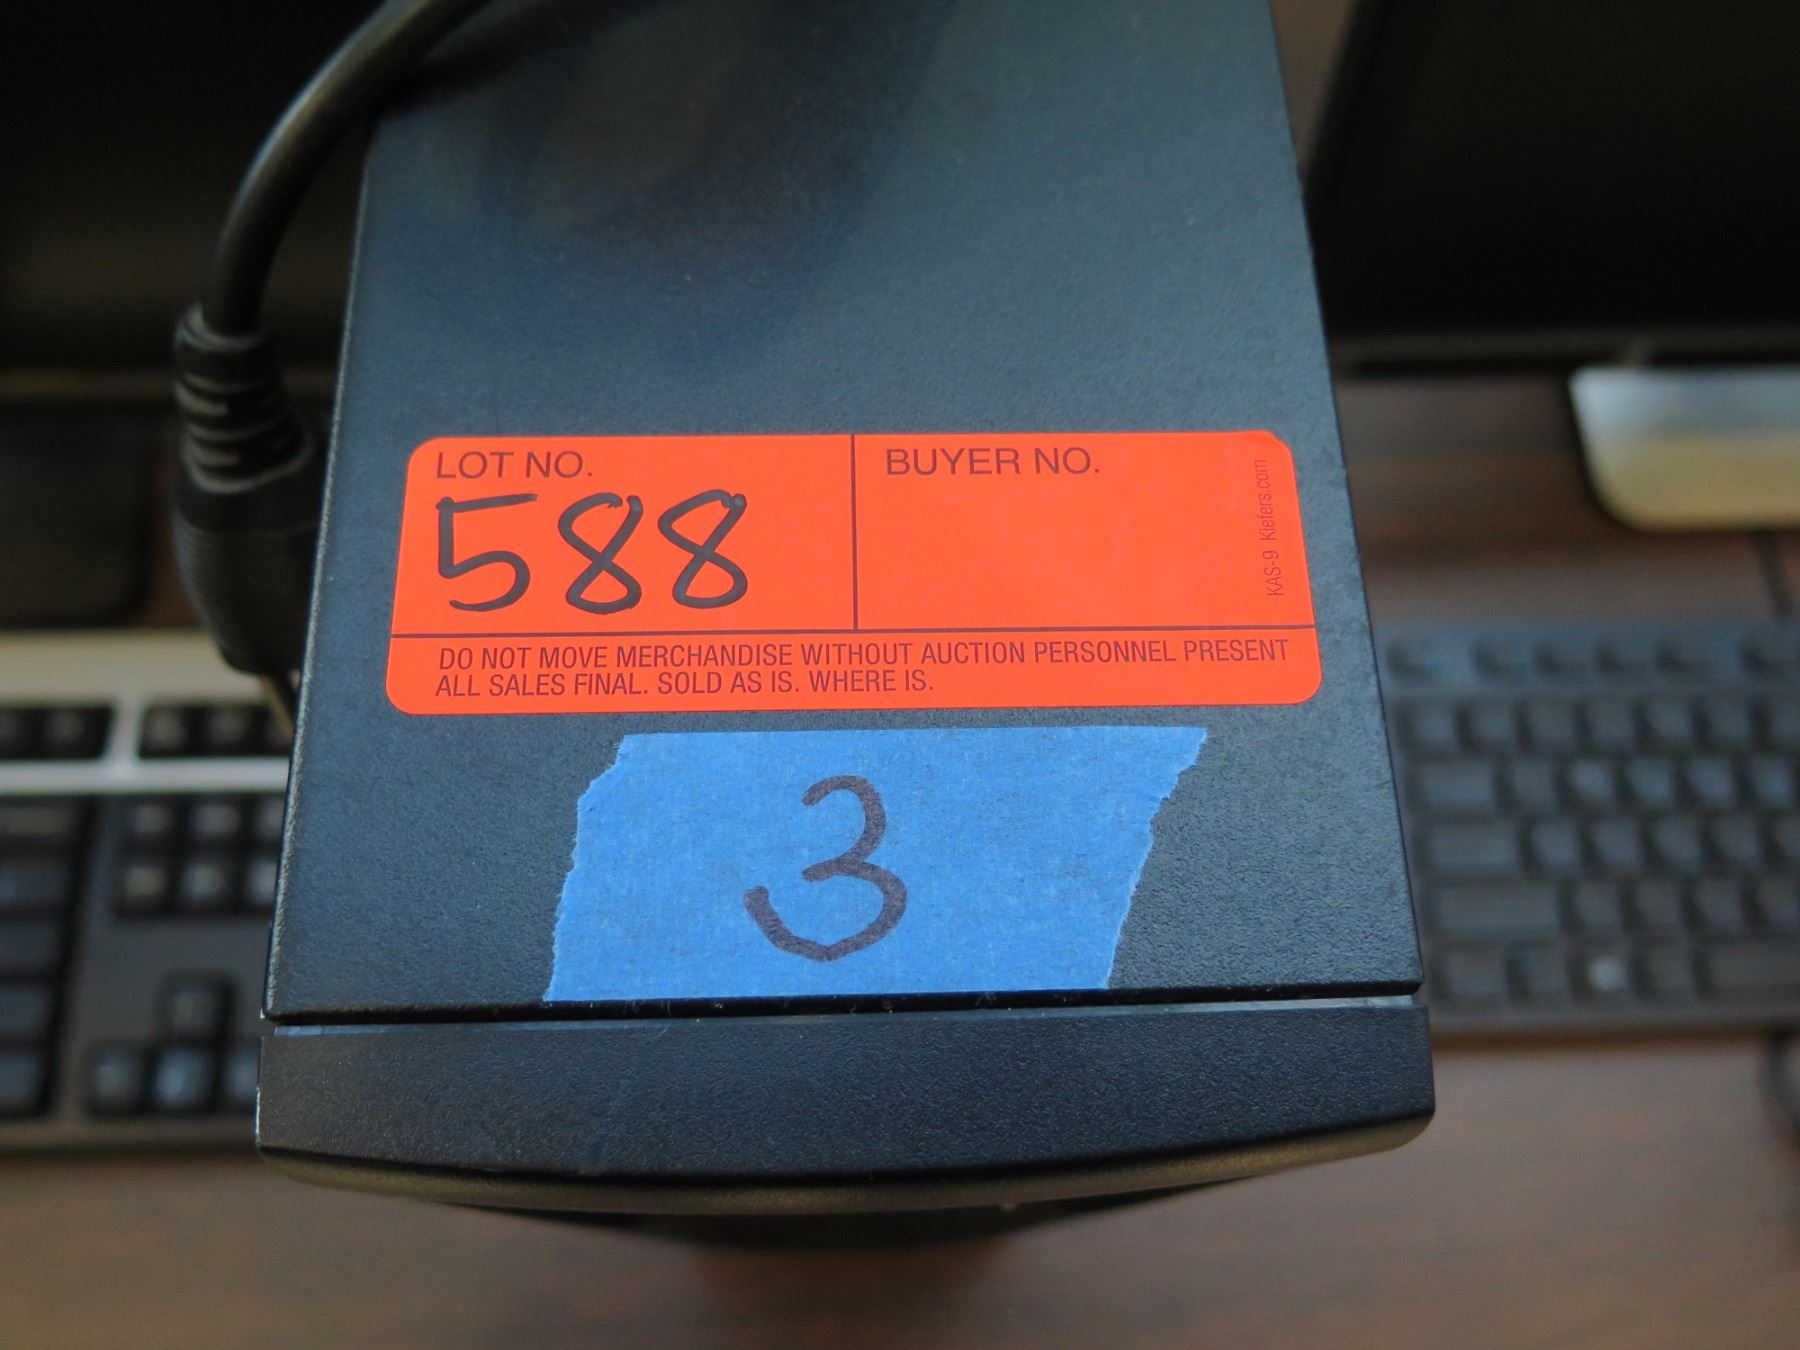 LOT NO.
588
BUYER NO.
KAS-9 Kiefers.com
DO NOT MOVE MERCHANDISE WITHOUT AUCTION PERSONNEL PRESENT
ALL SALES FINAL. SOLD AS IS. WHERE IS.
3